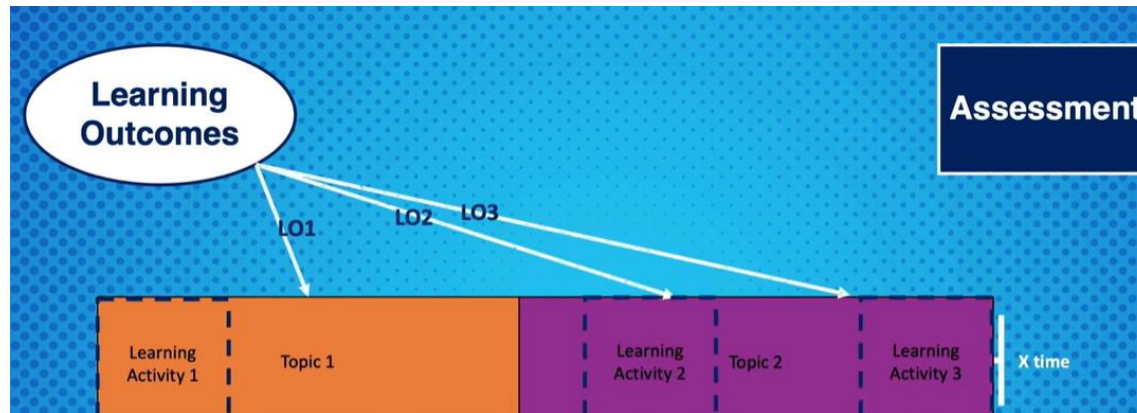 Learning
Outcomes
Assessment
LO1
LO2
LO3
Learning
Activity 1
Topic 1
Learning
Activity 2
Topic 2
Learning
Activity 3
X time